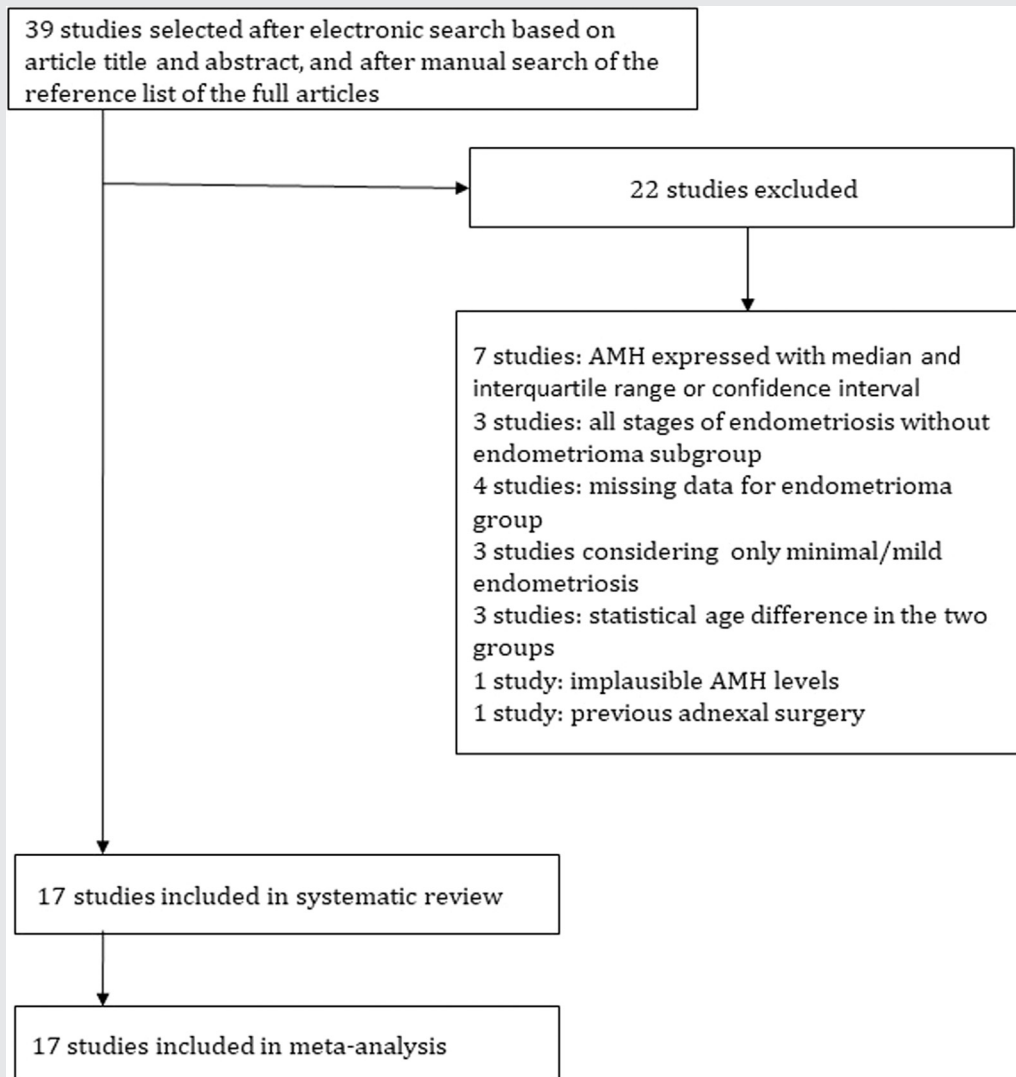 39 studies selected after electronic search based on
article title and abstract, and after manual search of the
reference list of the full articles
22 studies excluded
7 studies: AMH expressed with median and
interquartile range or confidence interval
3 studies: all stages of endometriosis without
endometrioma subgroup
4 studies: missing data for endometrioma
group
3 studies considering only minimal/mild
endometriosis
3 studies: statistical age difference in the two
groups
1 study: implausible AMH levels
1 study: previous adnexal surgery
17 studies included in systematic review
17 studies included in meta-analysis